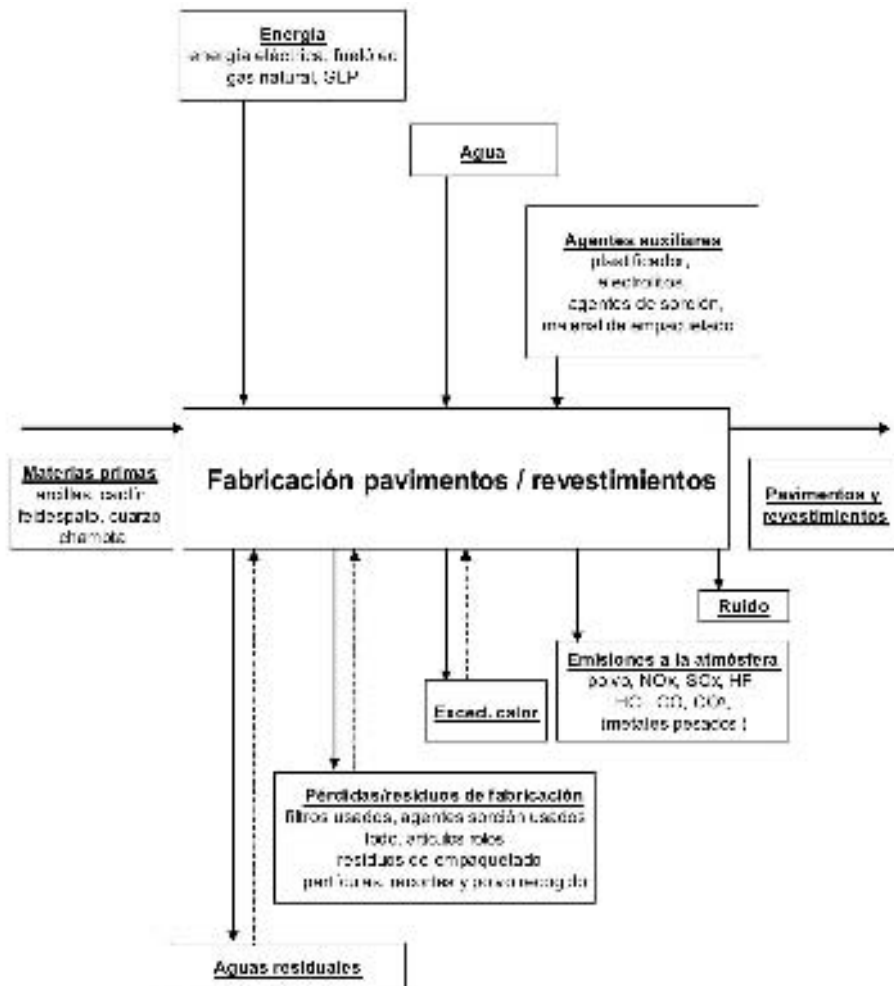 Energía
energía eléctrica, fuelóleo
gas natural, GLP
Agua
Agentes auxiliares
plastificador,
electrolitos,
agentes de sorción,
material de empaquetado
Materias primas
arcillas, caolín
feldespato, cuarzo
chamota
Fabricación pavimentos / revestimientos
Pavimentos y
revestimientos
Ruido
Emisiones a la atmósfera
polvo, NOx, SOx, HF
HCl, CO, CO₂,
(metales pesados)
Exced. calor
Pérdidas/residuos de fabricación
filtros usados, agentes sorción usados
lodo, artículos rotos
residuos de empaquetado
partículas, recortes y polvo recogido
Aguas residuales